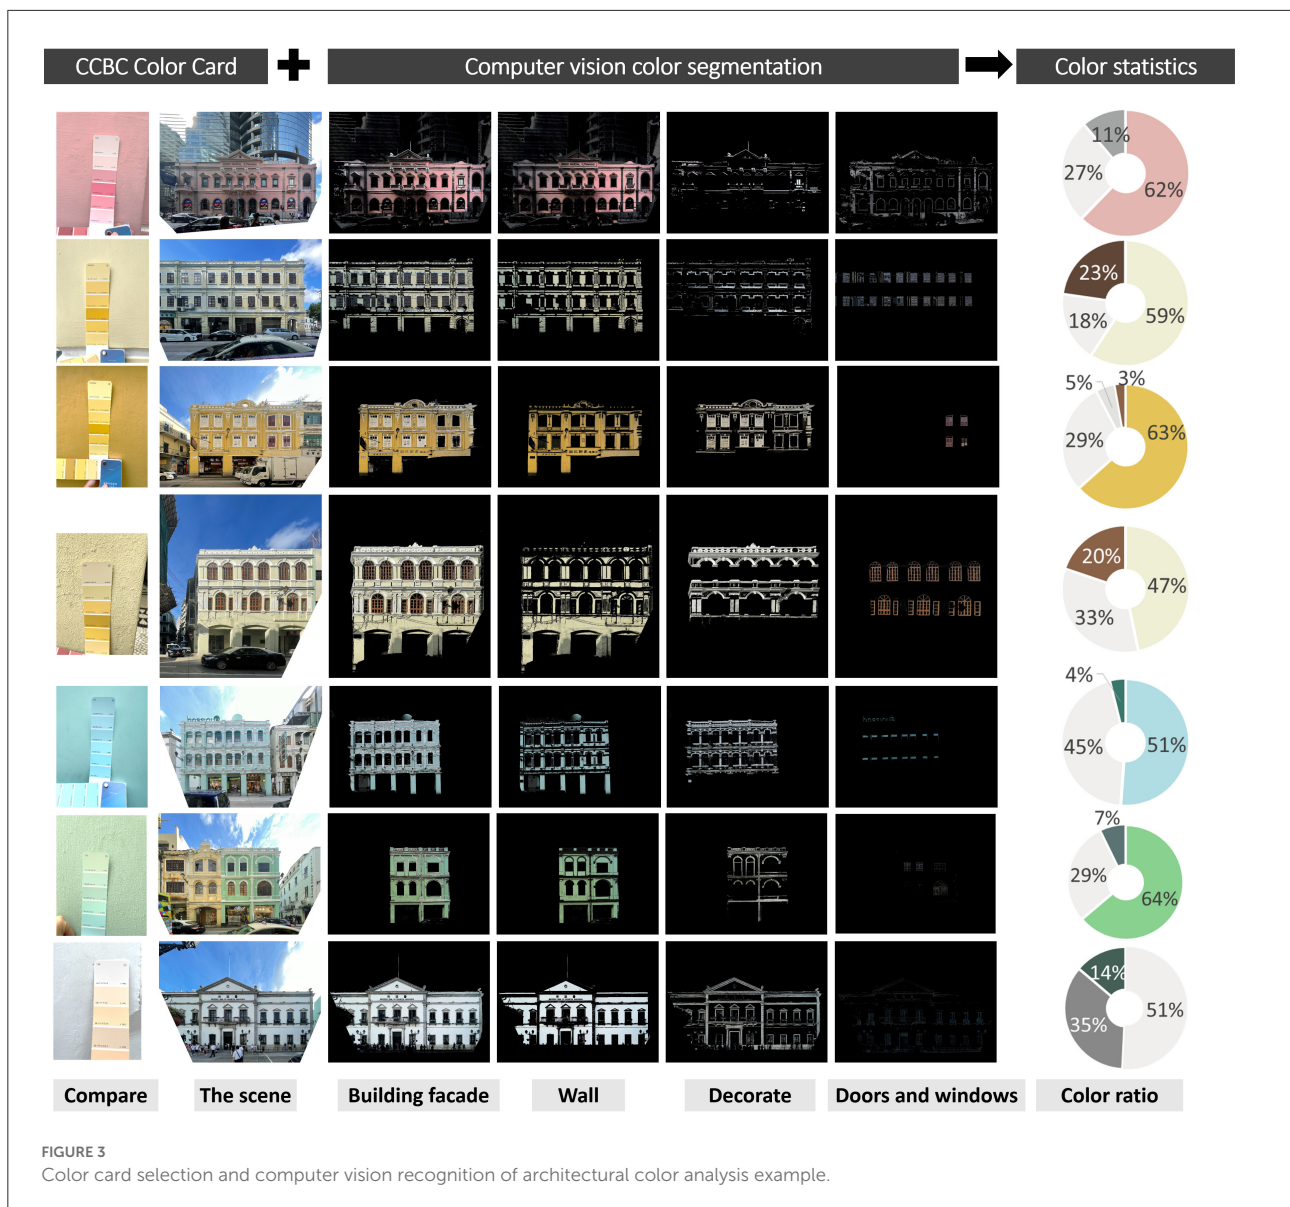 CCBC Color Card
Computer vision color segmentation
Color statistics
11%
27%
62%
23%
18%
59%
5%
3%
29%
63%
20%
33%
47%
4%
45%
51%
7%
29%
64%
14%
35%
51%
Compare
The scene
Building facade
Wall
Decorate
Doors and windows
Color ratio
FIGURE 3
Color card selection and computer vision recognition of architectural color analysis example.